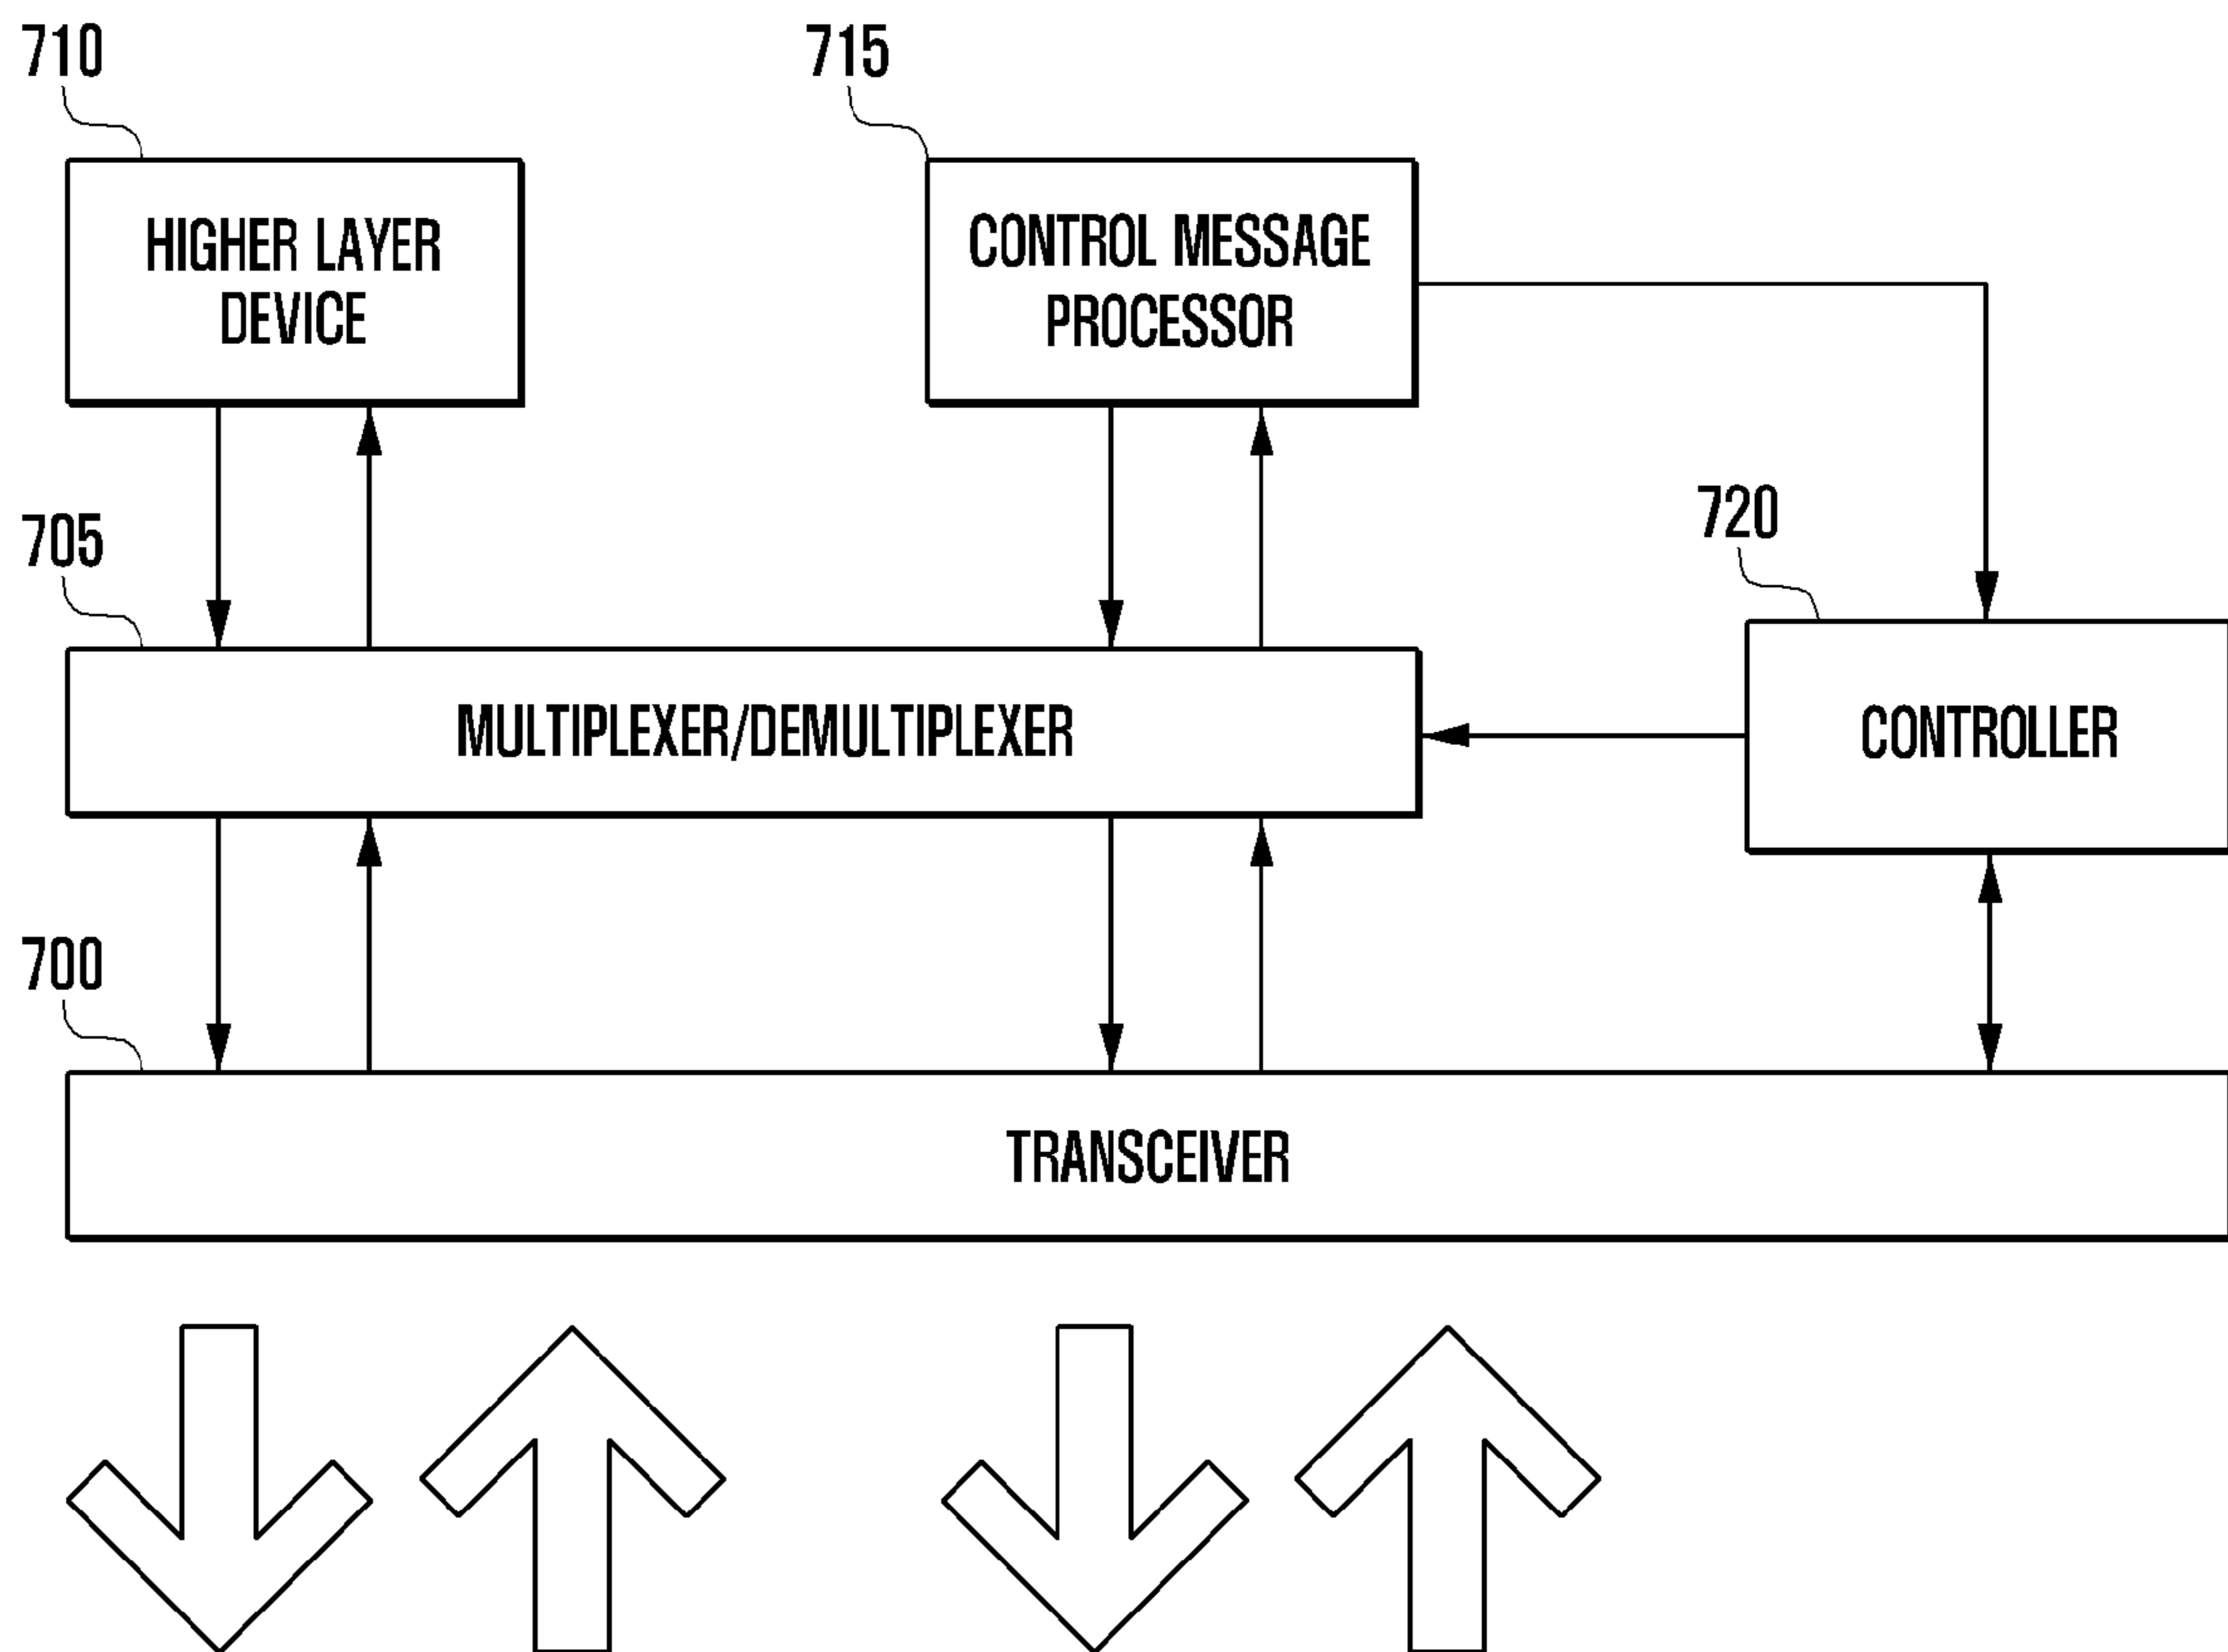 710
715
HIGHER LAYER
DEVICE
CONTROL MESSAGE
PROCESSOR
705
720
MULTIPLEXER/DEMULTIPLEXER
CONTROLLER
700
TRANSCEIVER